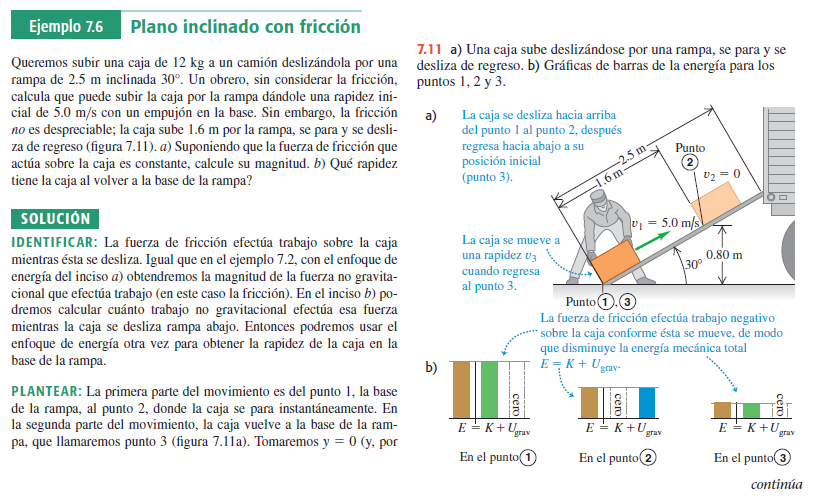 Ejemplo 7.6 Plano inclinado con fricción
Queremos subir una caja de 12 kg a un camión deslizándola por una
rampa de 2.5 m inclinada 30°. Un obrero, sin considerar la fricción,
calcula que puede subir la caja por la rampa dándole una rapidez ini-
cial de 5.0 m/s con un empujón en la base. Sin embargo, la fricción
no es despreciable; la caja sube 1.6 m por la rampa, se para y se desli-
za de regreso (figura 7.11). a) Suponiendo que la fuerza de fricción que
actúa sobre la caja es constante, calcule su magnitud. b) Qué rapidez
tiene la caja al volver a la base de la rampa?
SOLUCIÓN
IDENTIFICAR: La fuerza de fricción efectúa trabajo sobre la caja
mientras ésta se desliza. Igual que en el ejemplo 7.2, con el enfoque de
energía del inciso a) obtendremos la magnitud de la fuerza no gravita-
cional que efectúa trabajo (en este caso la fricción). En el inciso b) po-
dremos calcular cuánto trabajo no gravitacional efectúa esa fuerza
mientras la caja se desliza rampa abajo. Entonces podremos usar el
enfoque de energía otra vez para obtener la rapidez de la caja en la
base de la rampa.
PLANTEAR: La primera parte del movimiento es del punto 1, la base
de la rampa, al punto 2, donde la caja se para instantáneamente. En
la segunda parte del movimiento, la caja vuelve a la base de la ram-
pa, que llamaremos punto 3 (figura 7.11a). Tomaremos y = 0 (y, por
7.11 a) Una caja sube deslizándose por una rampa, se para y se
desliza de regreso. b) Gráficas de barras de la energía para los
puntos 1, 2 y 3.
a)
La caja se desliza hacia arriba
del punto 1 al punto 2, después
regresa hacia abajo a su
posición inicial
(punto 3).
2.5 m
1.6 m
Punto
2
v₂ = 0
v₁ = 5.0 m/s
La caja se mueve a
una rapidez v₃
cuando regresa
al punto 3.
30°
0.80 m
Punto 1, 3
La fuerza de fricción efectúa trabajo negativo
sobre la caja conforme ésta se mueve, de modo
que disminuye la energía mecánica total
E = K + Ugrav.
b)
cero
cero
cero
E = K + Ugrav
E = K + Ugrav
E = K + Ugrav
En el punto 1
En el punto 2
En el punto 3
continúa